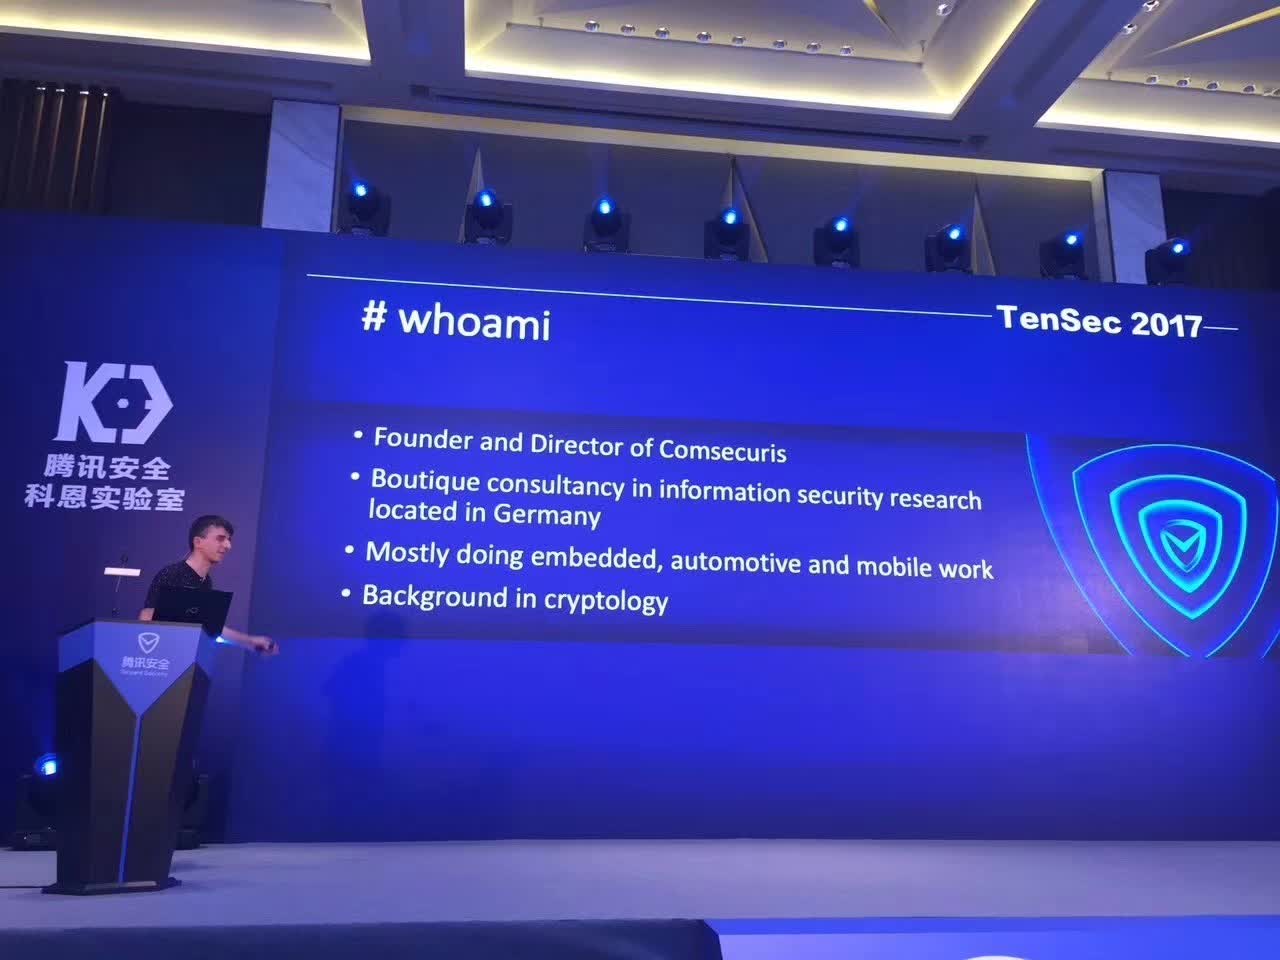 # whoami
TenSec 2017
• Founder and Director of Comsecuris
• Boutique consultancy in information security research
located in Germany
• Mostly doing embedded, automotive and mobile work
• Background in cryptology
腾讯安全
科恩实验室
腾讯安全
Tencent Security